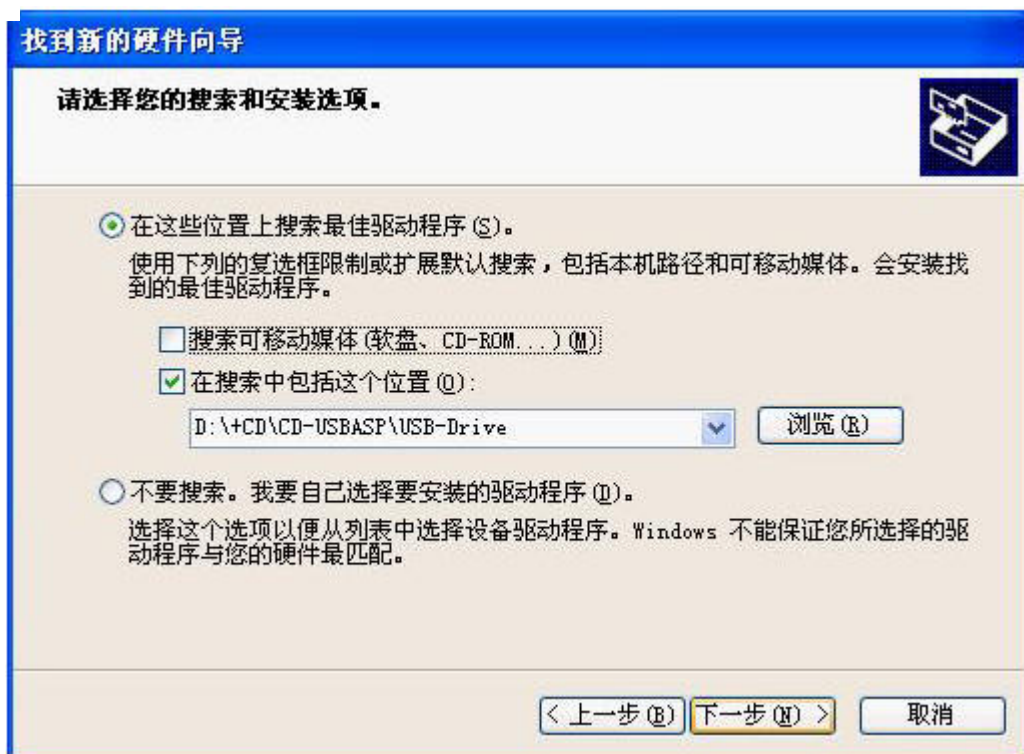 找到新的硬件向导
请选择您的搜索和安装选项。
在这些位置上搜索最佳驱动程序(S)。
使用下列的复选框限制或扩展默认搜索，包括本机路径和可移动媒体。会安装找
到的最佳驱动程序。
搜索可移动媒体(软盘、CD-ROM...)(M)
在搜索中包括这个位置(O):
D:\+CD\CD-USBASP\USB-Drive
浏览(R)
不要搜索。我要自己选择要安装的驱动程序(D)。
选择这个选项以便从列表中选择设备驱动程序。Windows 不能保证您所选择的驱
动程序与您的硬件最匹配。
< 上一步(B) 下一步(N) > 取消